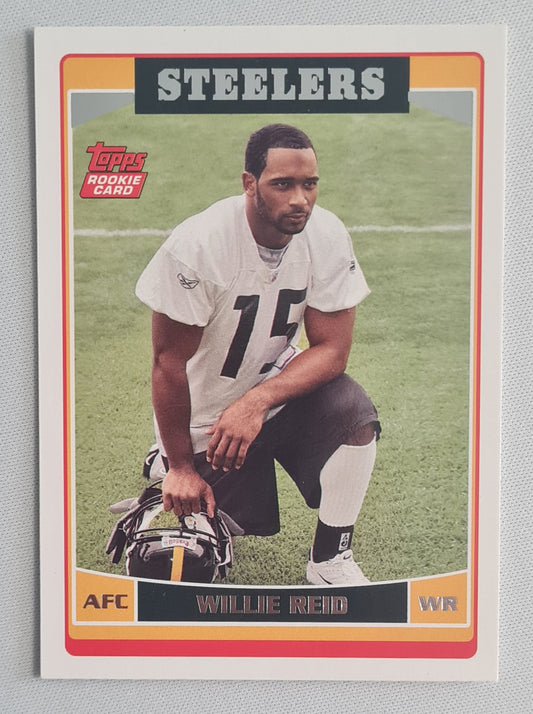 STEELERS
Topps
ROOKIE
CARD
15
AFC
WILLIE REID
WR